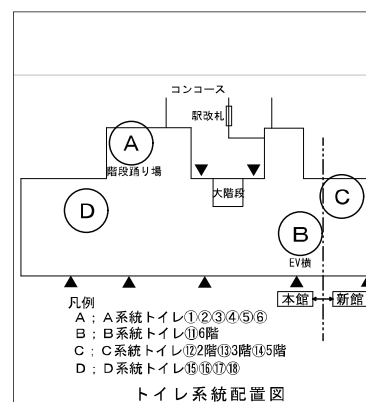 コンコース
駅改札
A
階段踊り場
大階段
C
D
B
EV横
本館 新館
凡例
A ; A系統トイレ①②③④⑤⑥
B ; B系統トイレ⑪6階
C ; C系統トイレ⑫2階⑬3階⑭5階
D ; D系統トイレ⑮⑯⑰⑱
トイレ系統配置図